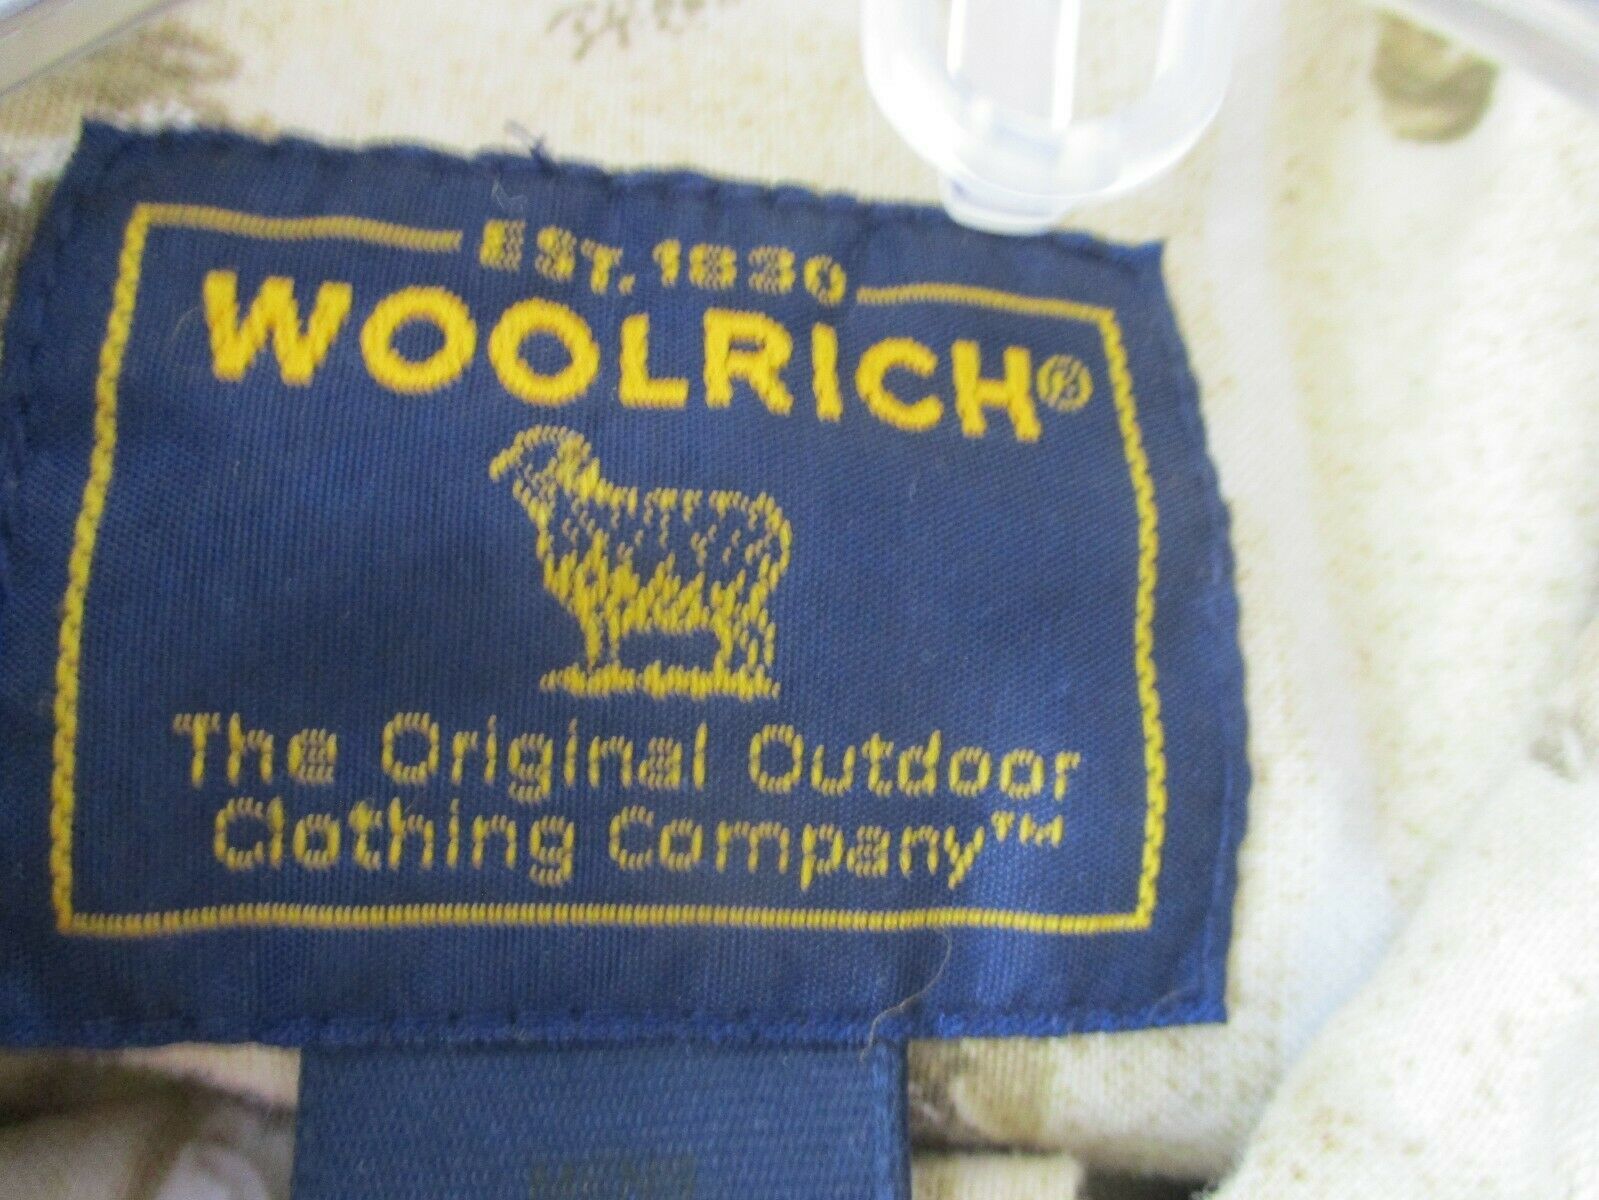 EST. 1830
WOOLRICH®
The Original Outdoor
Clothing Company™